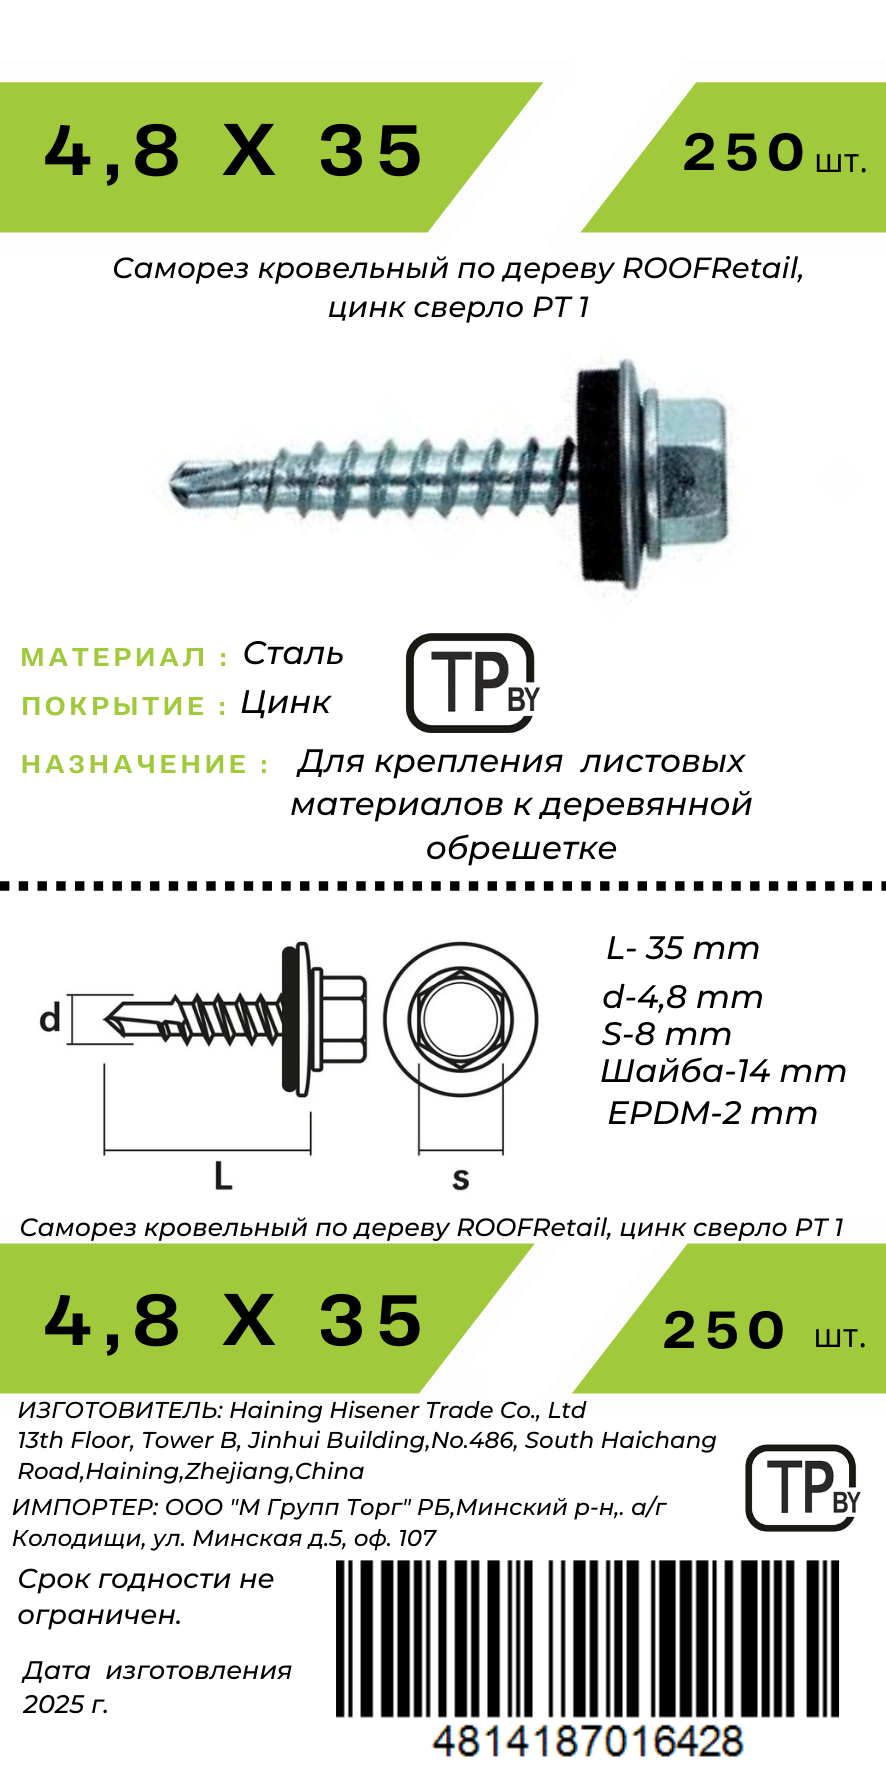 4,8 X 35
250 шт.
Саморез кровельный по дереву ROOFRetail,
цинк сверло РТ 1
МАТЕРИАЛ : Сталь
TP BY
ПОКРЫТИЕ : Цинк
НАЗНАЧЕНИЕ : Для крепления листовых
материалов к деревянной
обрешетке
d
L
s
L- 35 mm
d-4,8 mm
S-8 mm
Шайба-14 mm
EPDM-2 mm
Саморез кровельный по дереву ROOFRetail, цинк сверло РТ 1
4,8 X 35
250 шт.
ИЗГОТОВИТЕЛЬ: Haining Hisener Trade Co., Ltd
13th Floor, Tower B, Jinhui Building,No.486, South Haichang
Road,Haining,Zhejiang,China
TP BY
ИМПОРТЕР: ООО "М Групп Торг" РБ,Минский р-н,. а/г
Колодищи, ул. Минская д.5, оф. 107
Срок годности не
ограничен.
Дата изготовления
2025 г.
4814187016428